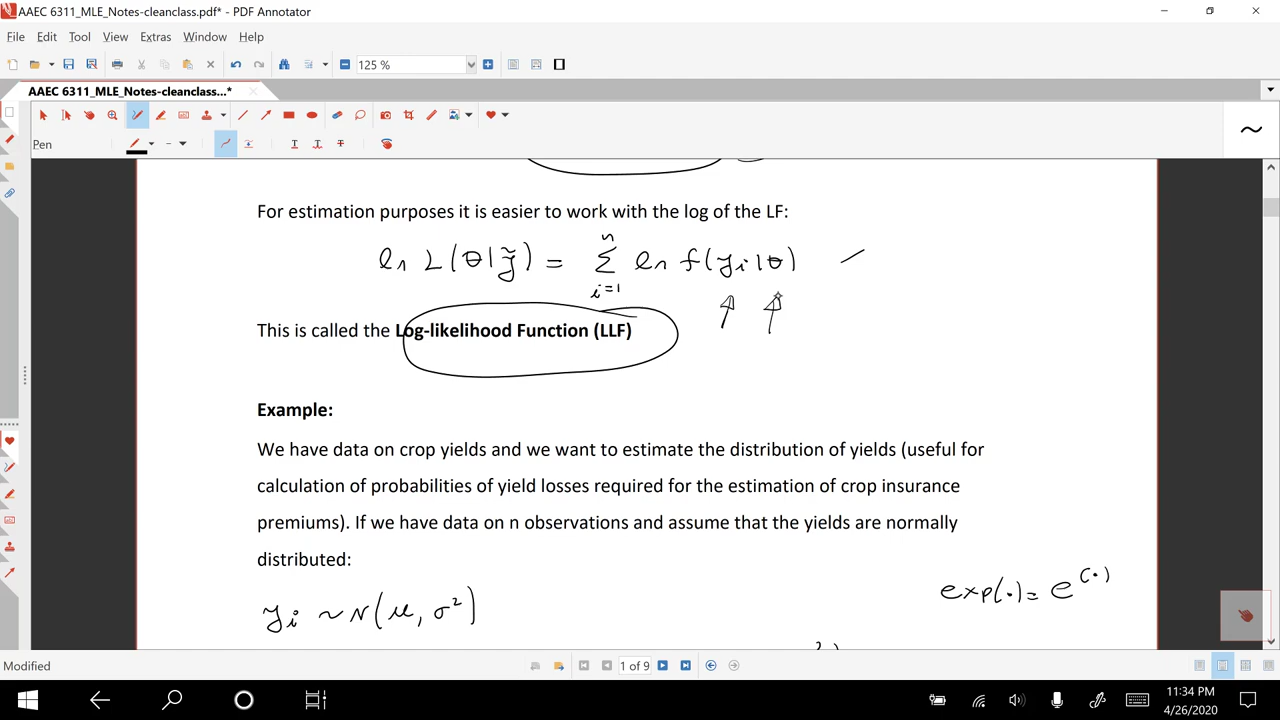 AAEC 6311_MLE_Notes-cleanclass.pdf* - PDF Annotator
File Edit Tool View Extras Window Help
125 %
AAEC 6311_MLE_Notes-cleanclass...*
Pen
~
For estimation purposes it is easier to work with the log of the LF:
ln L(θ|ỹ) = Σ_{i=1}^{n} ln f(y_i|θ)
This is called the Log-likelihood Function (LLF)
Example:
We have data on crop yields and we want to estimate the distribution of yields (useful for
calculation of probabilities of yield losses required for the estimation of crop insurance
premiums). If we have data on n observations and assume that the yields are normally
distributed:
exp(·) = e^(·)
y_i ~ N(μ, σ²)
Modified
1 of 9
11:34 PM
4/26/2020